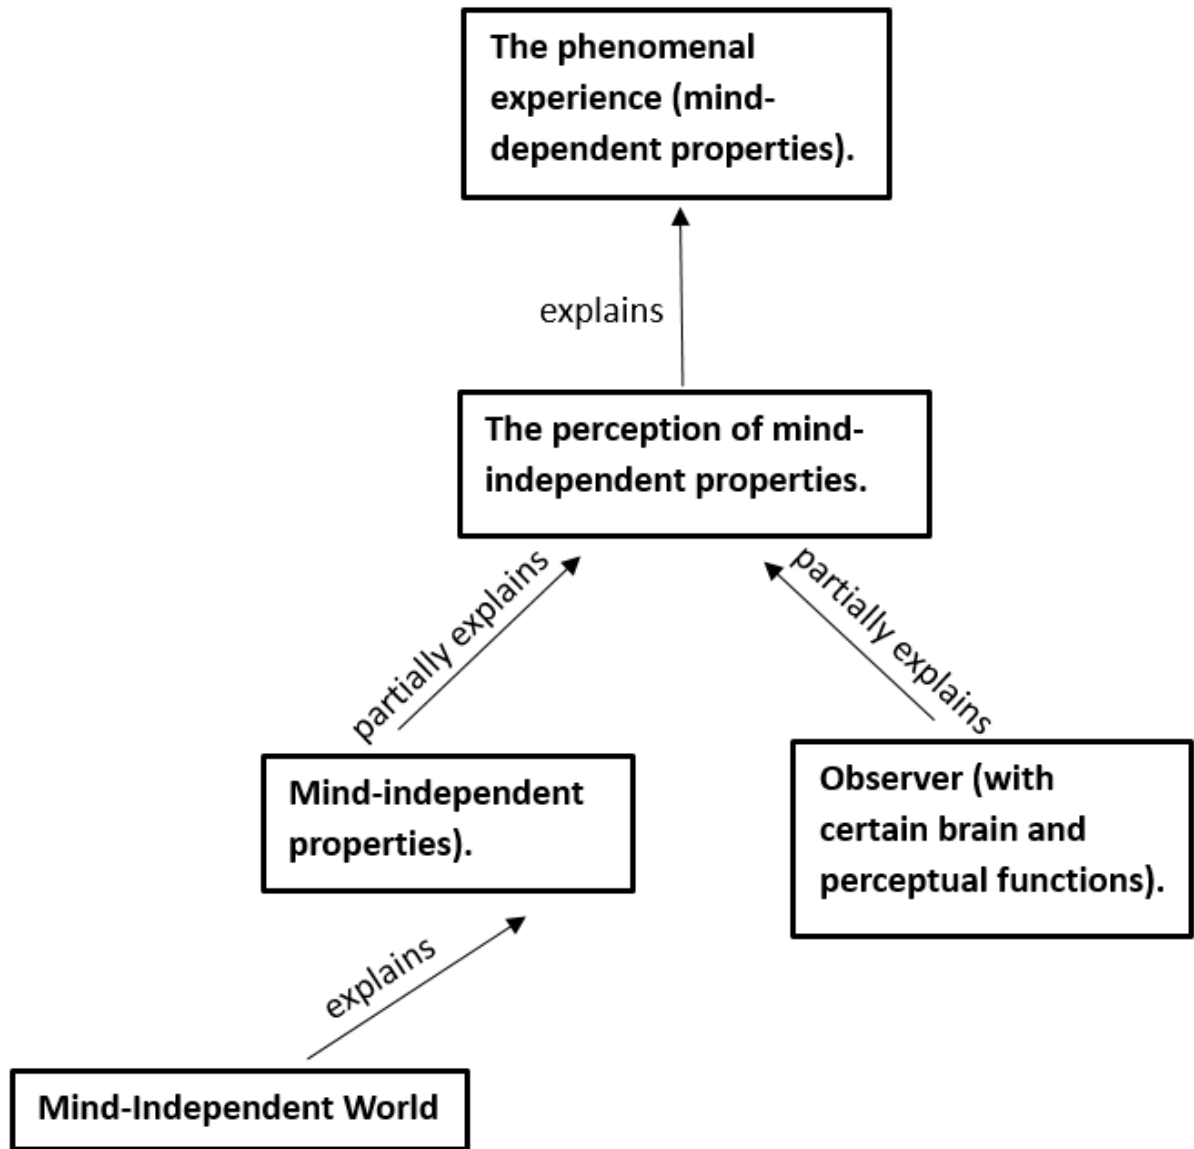 The phenomenal
experience (mind-
dependent properties).
explains
The perception of mind-
independent properties.
partially explains
partially explains
Mind-independent
properties).
Observer (with
certain brain and
perceptual functions).
explains
Mind-Independent World